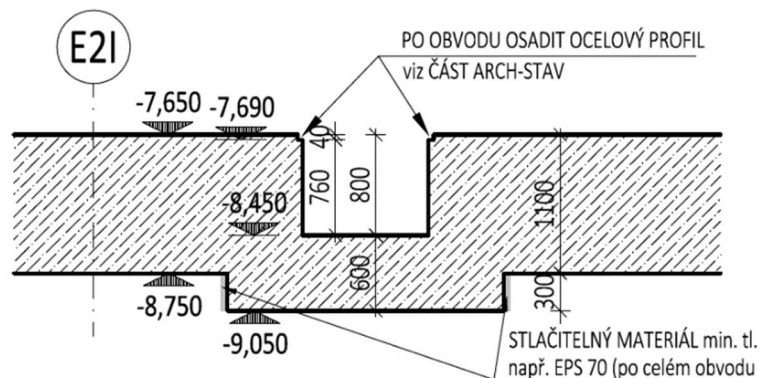 E2I
PO OBVODU OSADIT OCELOVÝ PROFIL
viz ČÁST ARCH-STAV
-7,650
-7,690
40
760
800
-8,450
1100
600
300
-8,750
-9,050
STLAČITELNÝ MATERIÁL min. tl.
např. EPS 70 (po celém obvodu